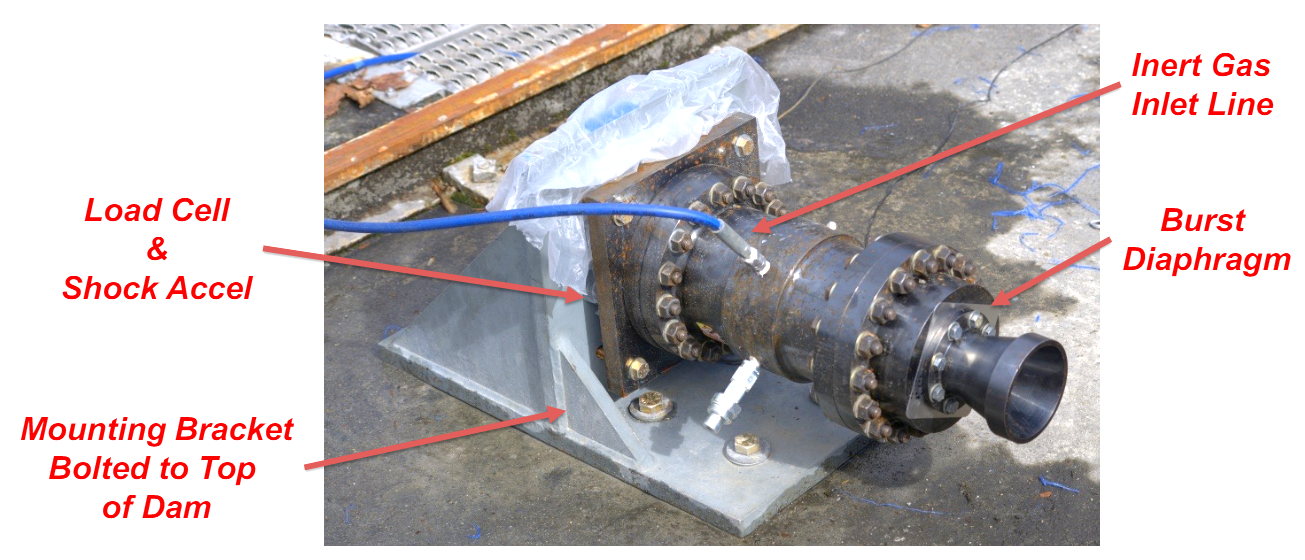 Inert Gas
Inlet Line
Load Cell
&
Shock Accel
Burst
Diaphragm
Mounting Bracket
Bolted to Top
of Dam